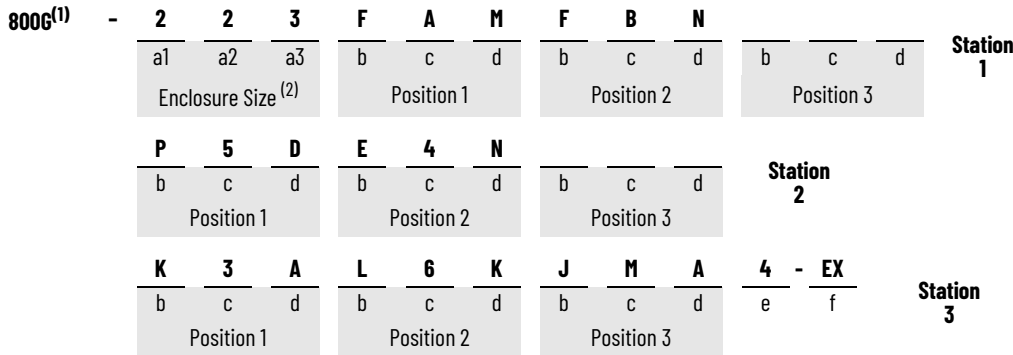 800G(1) - 2 2 3 F A M F B N
a1 a2 a3 b c d b c d b c d
Enclosure Size (2) Position 1 Position 2 Position 3
Station 1
P 5 D E 4 N
b c d b c d b c d
Position 1 Position 2 Position 3
Station 2
K 3 A L 6 K J M A 4 - EX
b c d b c d b c d e f
Position 1 Position 2 Position 3
Station 3